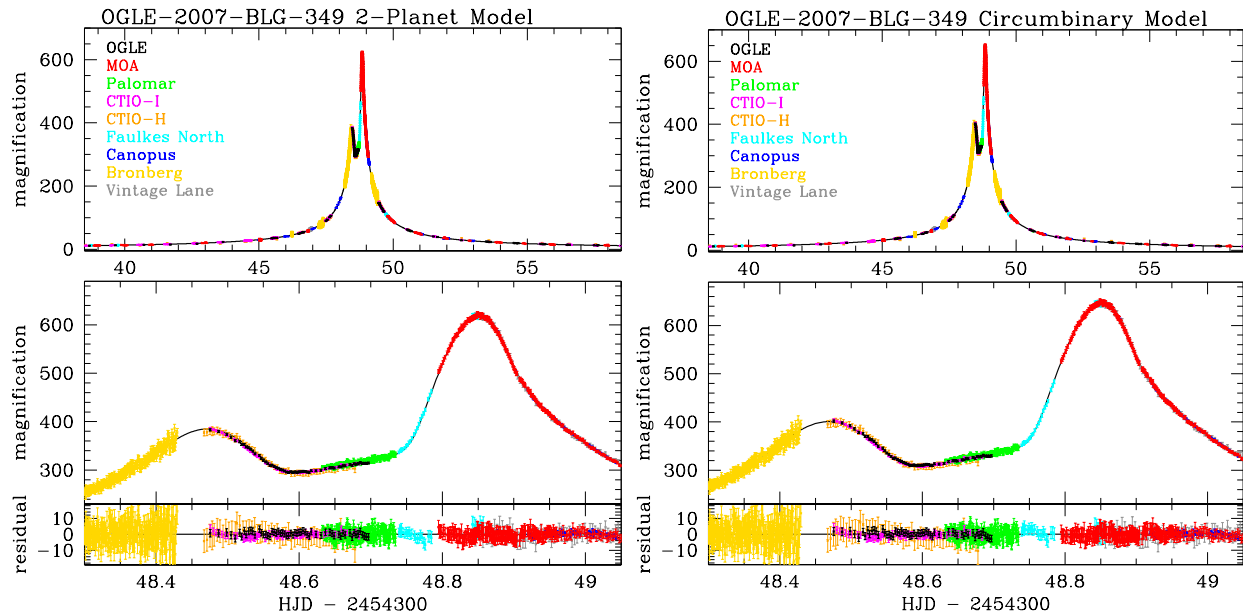 OGLE-2007-BLG-349 2-Planet Model
magnification
600
400
200
0
OGLE
MOA
Palomar
CTIO-I
CTIO-H
Faulkes North
Canopus
Bronberg
Vintage Lane
40 45 50 55
magnification
600
500
400
300
residual
10
0
-10
48.4 48.6 48.8 49
HJD - 2454300
OGLE-2007-BLG-349 Circumbinary Model
magnification
600
400
200
0
OGLE
MOA
Palomar
CTIO-I
CTIO-H
Faulkes North
Canopus
Bronberg
Vintage Lane
40 45 50 55
magnification
600
500
400
300
residual
10
0
-10
48.4 48.6 48.8 49
HJD - 2454300